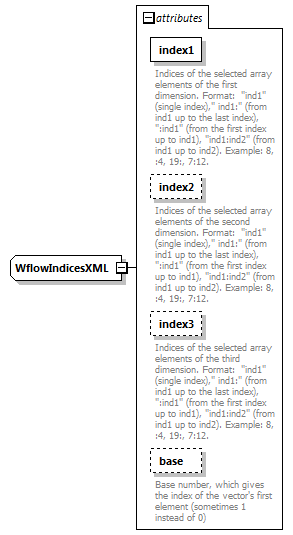 attributes
index1
Indices of the selected array
elements of the first
dimension. Format:  "ind1"
(single index)," ind1:" (from
ind1 up to the last index),
":ind1" (from the first index
up to ind1), "ind1:ind2" (from
ind1 up to ind2). Example: 8,
:4, 19:, 7:12.
index2
Indices of the selected array
elements of the second
dimension. Format:  "ind1"
(single index)," ind1:" (from
ind1 up to the last index),
":ind1" (from the first index
up to ind1), "ind1:ind2" (from
ind1 up to ind2). Example: 8,
:4, 19:, 7:12.
WflowIndicesXML
index3
Indices of the selected array
elements of the third
dimension. Format:  "ind1"
(single index)," ind1:" (from
ind1 up to the last index),
":ind1" (from the first index
up to ind1), "ind1:ind2" (from
ind1 up to ind2). Example: 8,
:4, 19:, 7:12.
base
Base number, which gives
the index of the vector's first
element (sometimes 1
instead of 0)